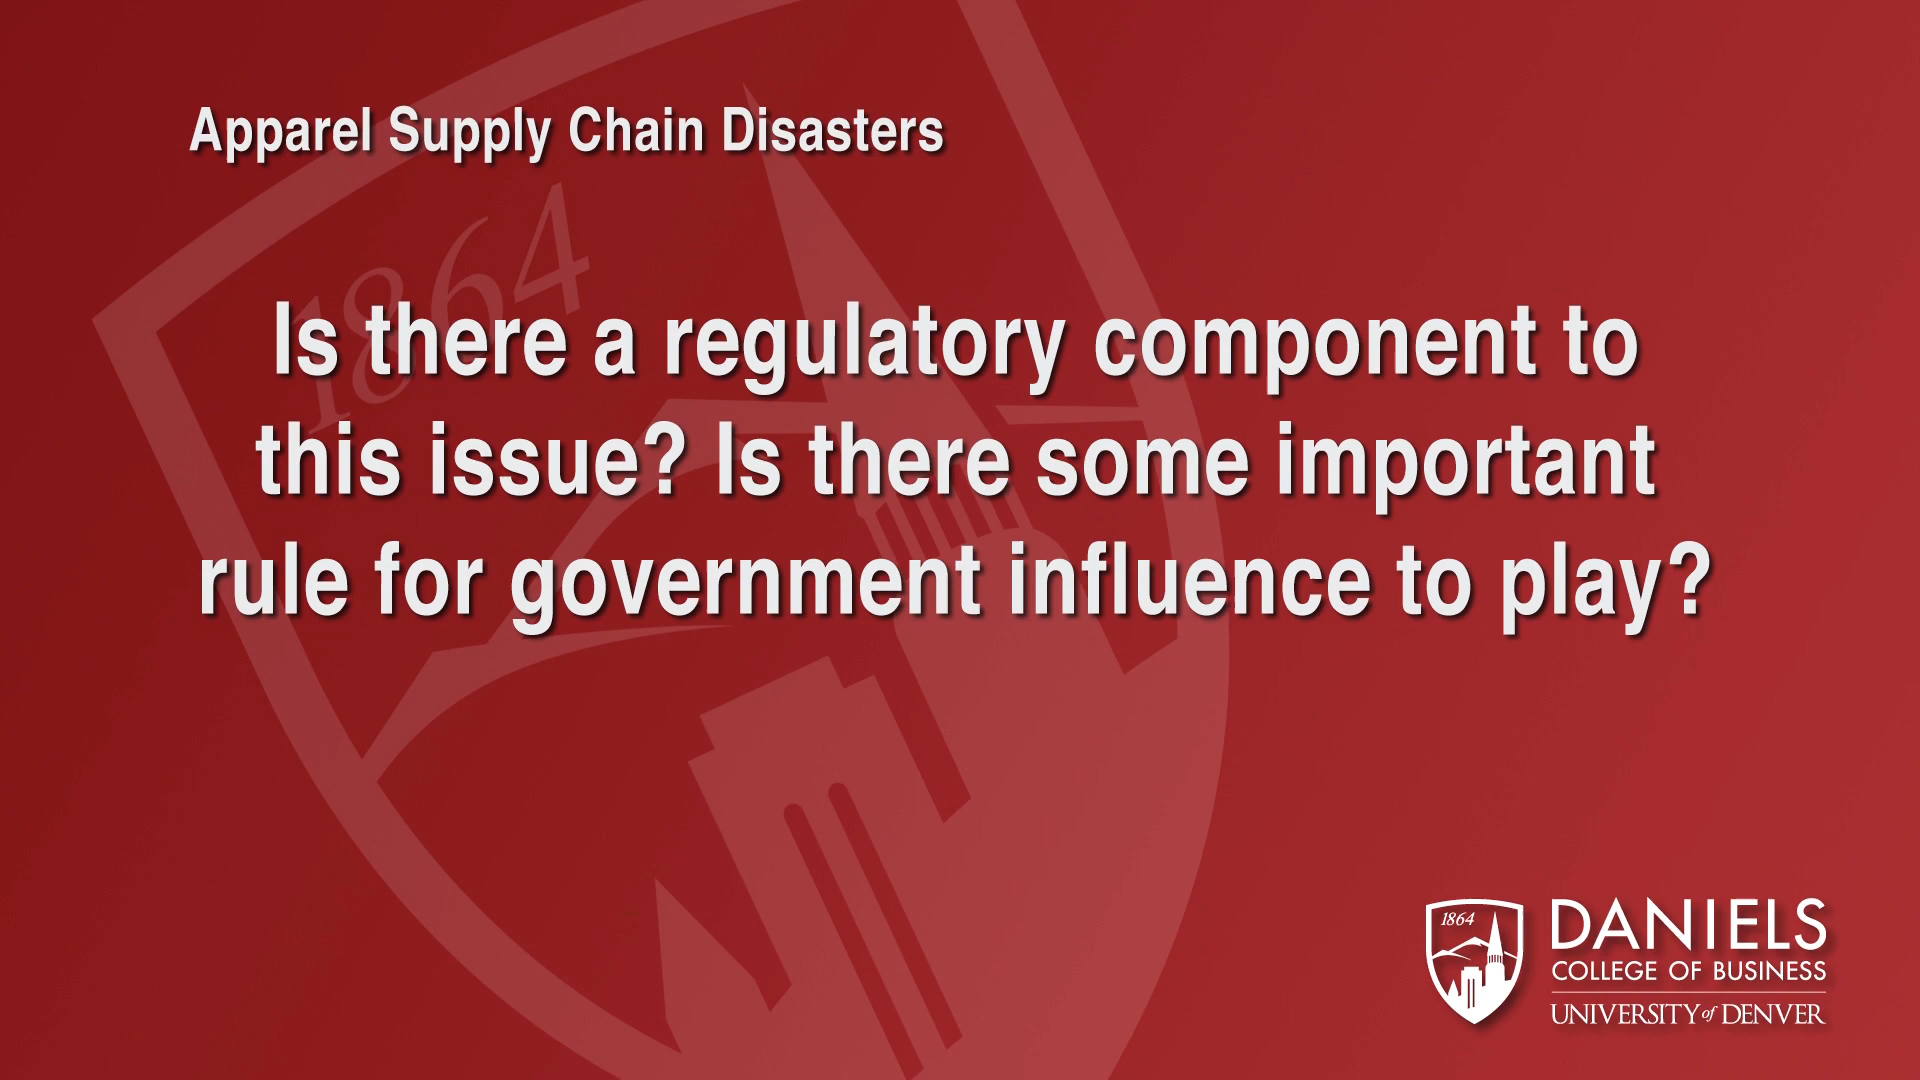 Apparel Supply Chain Disasters
1864
Is there a regulatory component to
this issue? Is there some important
rule for government influence to play?
1864
DANIELS
COLLEGE OF BUSINESS
UNIVERSITY of DENVER